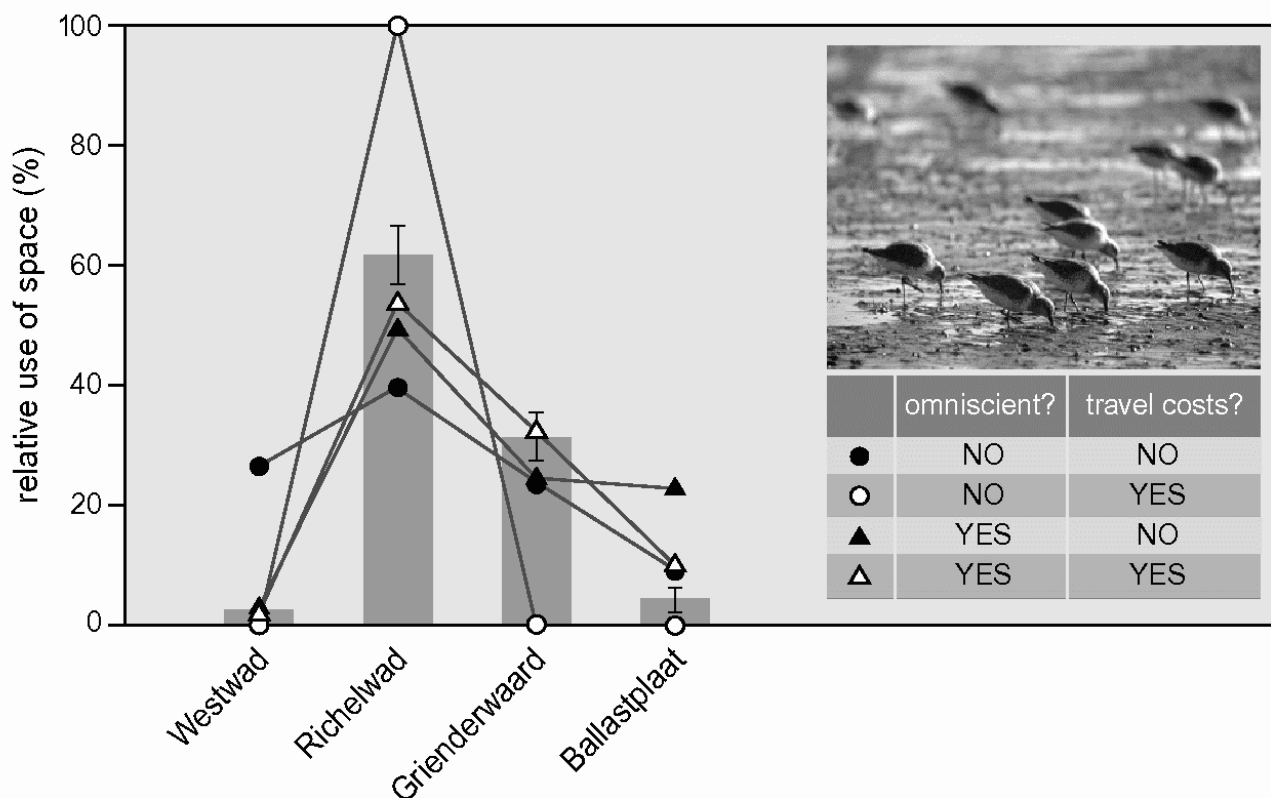 relative use of space (%)
100
80
60
40
20
0
Westwad
Richelwad
Grienderwaard
Ballastplaat
omniscient? travel costs?
NO NO
NO YES
YES NO
YES YES